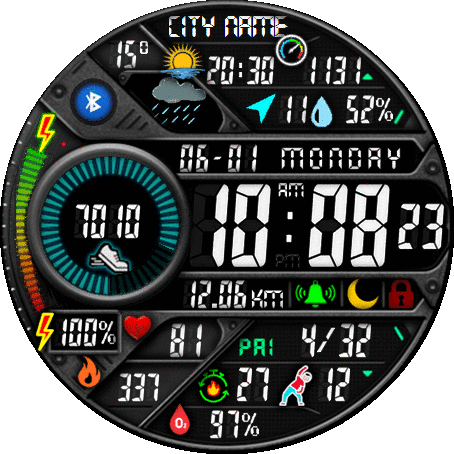 CITY NAME
15° 20:30 1131
11 52%
06-01 MONDAY
7010
AM
10:08 23
PM
12.06 KM
100% 81 PAI 4/32
337 27 12
O₂ 97%